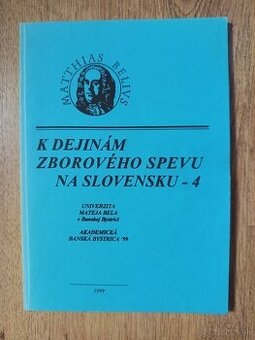 MATTHIAS BELIVS
K DEJINÁM
ZBOROVÉHO SPEVU
NA SLOVENSKU - 4
UNIVERZITA
MATEJA BELA
v Banskej Bystrici
AKADEMICKÁ
BANSKÁ BYSTRICA '99
1999